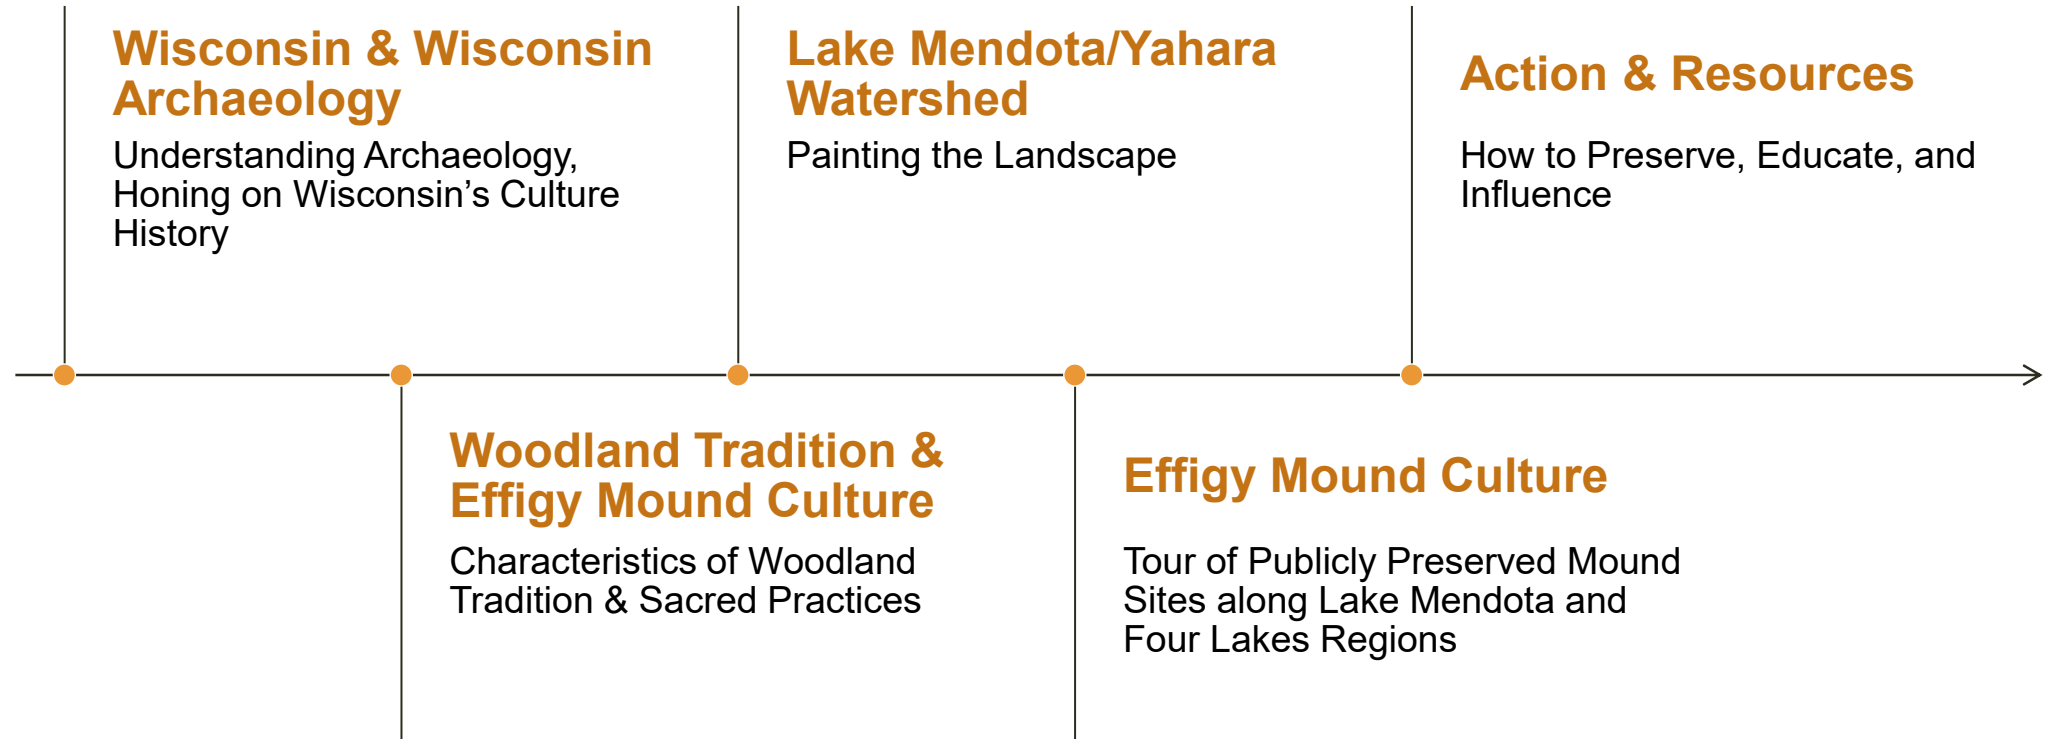 Wisconsin & Wisconsin
Archaeology
Understanding Archaeology,
Honing on Wisconsin’s Culture
History
Woodland Tradition &
Effigy Mound Culture
Characteristics of Woodland
Tradition & Sacred Practices
Lake Mendota/Yahara
Watershed
Painting the Landscape
Effigy Mound Culture
Tour of Publicly Preserved Mound
Sites along Lake Mendota and
Four Lakes Regions
Action & Resources
How to Preserve, Educate, and
Influence